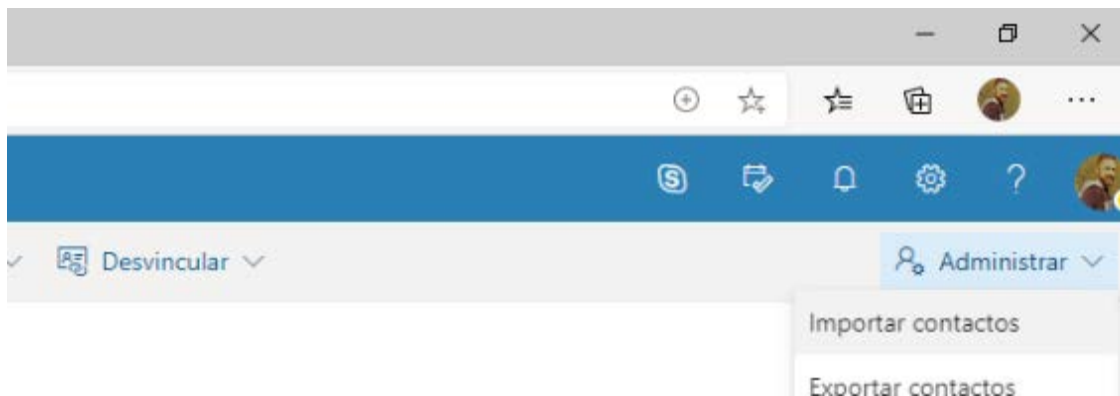 Desvincular
Administrar
Importar contactos
Exportar contactos